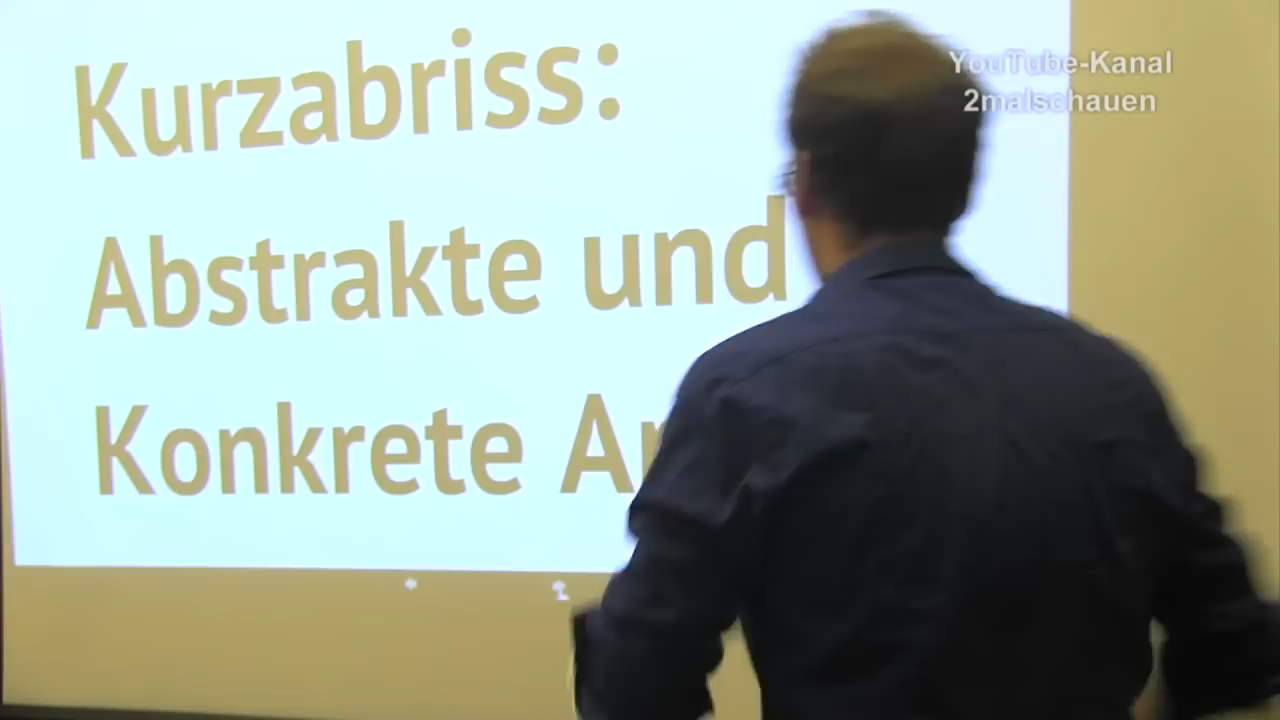 Kurzabriss:
Abstrakte und
Konkrete
YouTube-Kanal
2malschauen